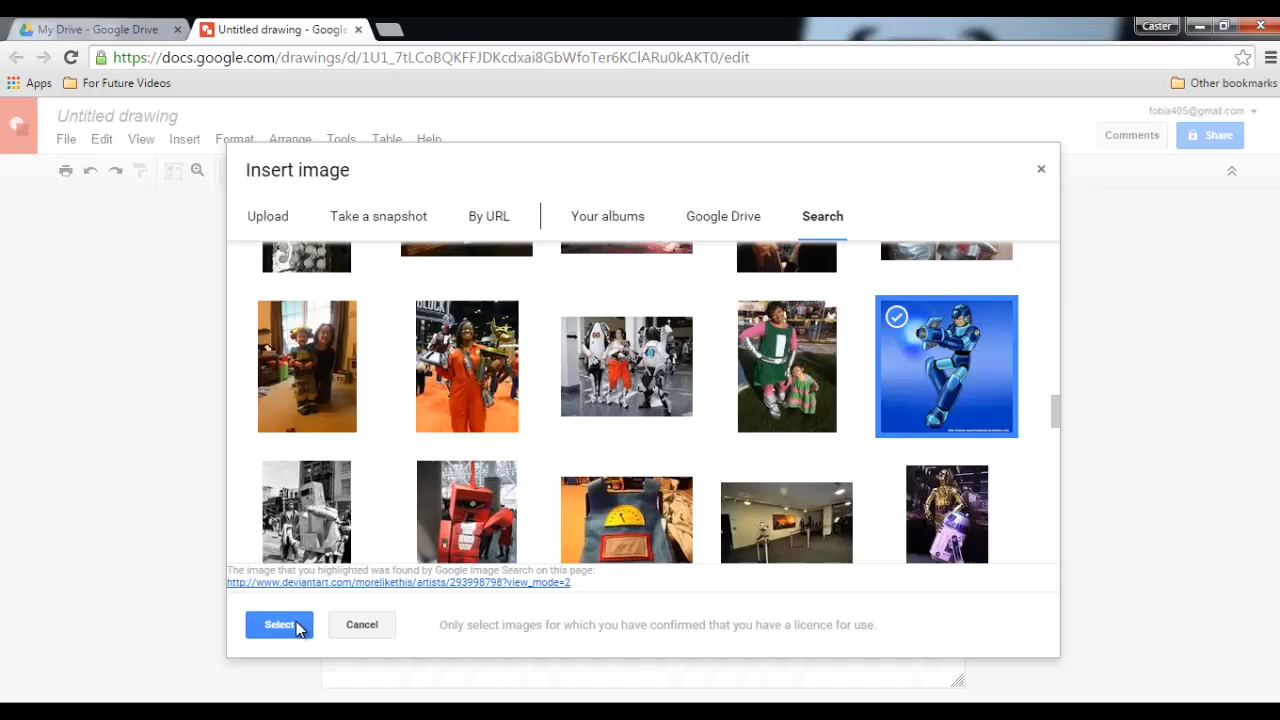 My Drive - Google Drive
Untitled drawing - Google
Caster
https://docs.google.com/drawings/d/1U1_7tLCoBQKFFJDKcdxai8GbWfoTer6KClARu0kAKT0/edit
Apps For Future Videos Other bookmarks
Untitled drawing
fobia405@gmail.com
File Edit View Insert Format Arrange Tools Table Help
Comments Share
Insert image
Upload Take a snapshot By URL Your albums Google Drive Search
The image that you highlighted was found by Google Image Search on this page:
http://www.deviantart.com/morelikethis/artists/293998798?view_mode=2
Select Cancel Only select images for which you have confirmed that you have a licence for use.